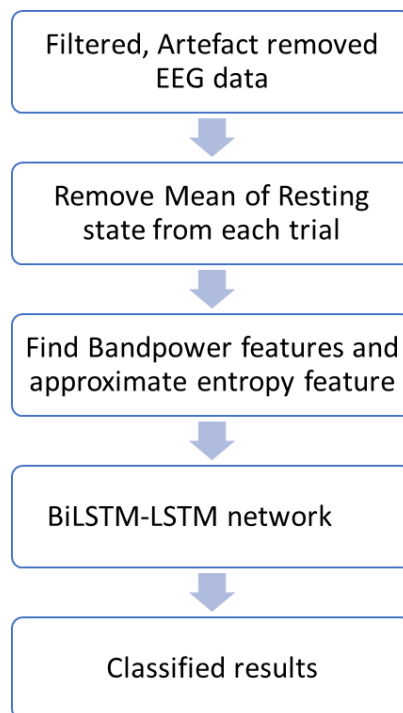 Filtered, Artefact removed
EEG data
Remove Mean of Resting
state from each trial
Find Bandpower features and
approximate entropy feature
BiLSTM-LSTM network
Classified results